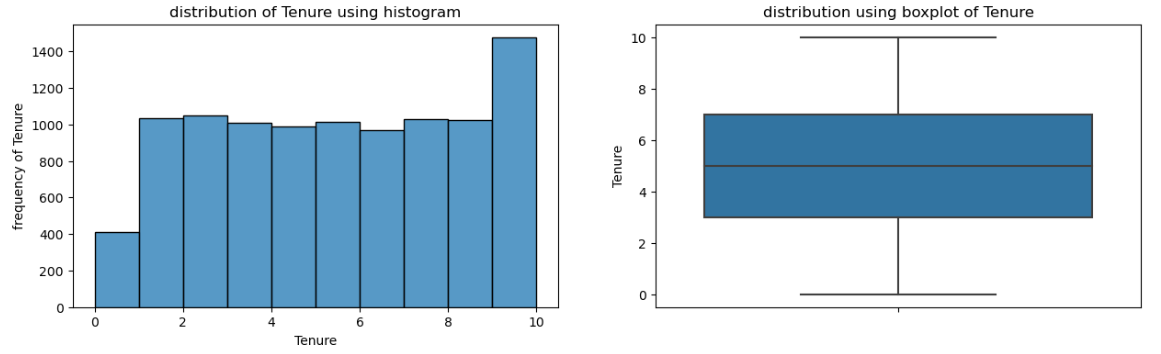 distribution of Tenure using histogram
1400
1200
1000
800
600
400
200
0
frequency of Tenure
0 2 4 6 8 10
Tenure
distribution using boxplot of Tenure
10
8
6
4
2
0
Tenure